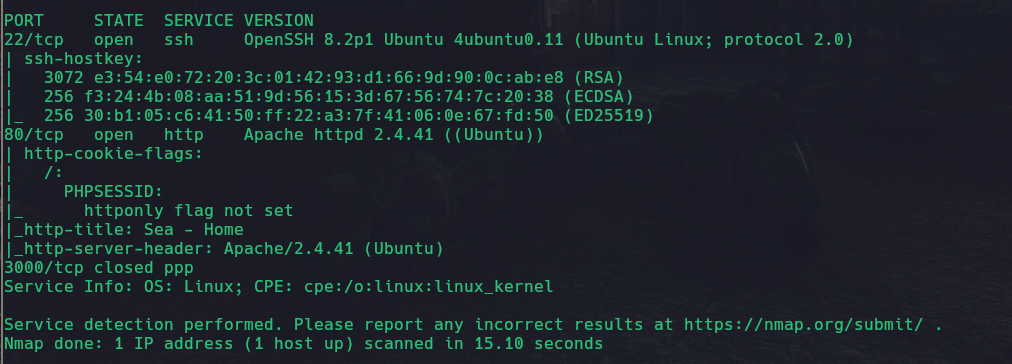 PORT     STATE  SERVICE VERSION
22/tcp   open   ssh     OpenSSH 8.2p1 Ubuntu 4ubuntu0.11 (Ubuntu Linux; protocol 2.0)
| ssh-hostkey:
|   3072 e3:54:e0:72:20:3c:01:42:93:d1:66:9d:90:0c:ab:e8 (RSA)
|   256 f3:24:4b:08:aa:51:9d:56:15:3d:67:56:74:7c:20:38 (ECDSA)
|_  256 30:b1:05:c6:41:50:ff:22:a3:7f:41:06:0e:67:fd:50 (ED25519)
80/tcp   open   http    Apache httpd 2.4.41 ((Ubuntu))
| http-cookie-flags:
|   /:
|     PHPSESSID:
|_      httponly flag not set
|_http-title: Sea - Home
|_http-server-header: Apache/2.4.41 (Ubuntu)
3000/tcp closed ppp
Service Info: OS: Linux; CPE: cpe:/o:linux:linux_kernel
Service detection performed. Please report any incorrect results at https://nmap.org/submit/ .
Nmap done: 1 IP address (1 host up) scanned in 15.10 seconds